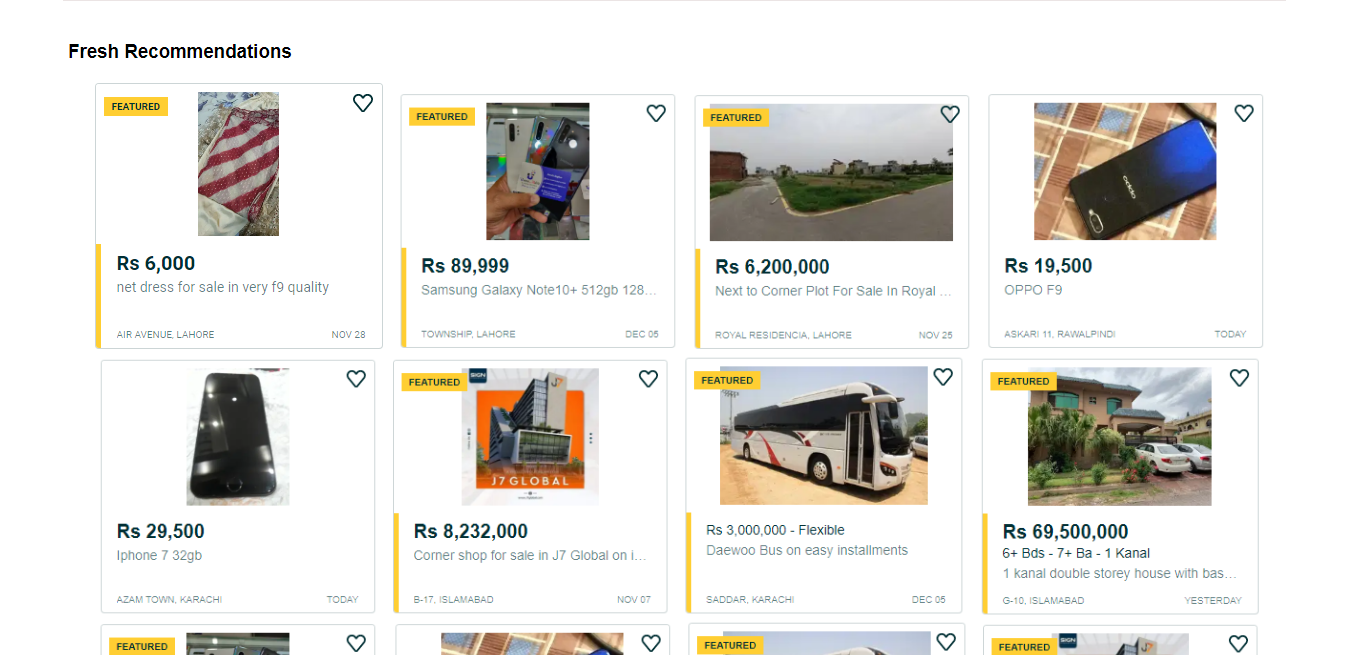 Fresh Recommendations
FEATURED
Rs 6,000
net dress for sale in very f9 quality
AIR AVENUE, LAHORE NOV 28
FEATURED
Rs 89,999
Samsung Galaxy Note10+ 512gb 128...
TOWNSHIP, LAHORE DEC 05
FEATURED
Rs 6,200,000
Next to Corner Plot For Sale In Royal ...
ROYAL RESIDENCIA, LAHORE NOV 25
oppo
Rs 19,500
OPPO F9
ASKARI 11, RAWALPINDI TODAY
Rs 29,500
Iphone 7 32gb
AZAM TOWN, KARACHI TODAY
FEATURED
SIGN
J7
J7 GLOBAL
Rs 8,232,000
Corner shop for sale in J7 Global on i...
B-17, ISLAMABAD NOV 07
FEATURED
Rs 3,000,000 - Flexible
Daewoo Bus on easy installments
SADDAR, KARACHI DEC 05
FEATURED
Rs 69,500,000
6+ Bds - 7+ Ba - 1 Kanal
1 kanal double storey house with bas...
G-10, ISLAMABAD YESTERDAY
FEATURED
FEATURED
FEATURED
SIGN